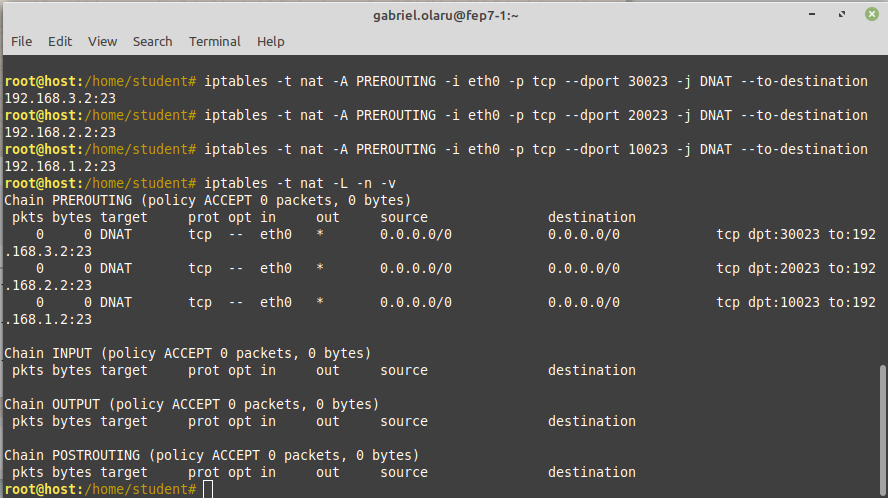 gabriel.olaru@fep7-1:~
File Edit View Search Terminal Help
root@host:/home/student# iptables -t nat -A PREROUTING -i eth0 -p tcp --dport 30023 -j DNAT --to-destination
192.168.3.2:23
root@host:/home/student# iptables -t nat -A PREROUTING -i eth0 -p tcp --dport 20023 -j DNAT --to-destination
192.168.2.2:23
root@host:/home/student# iptables -t nat -A PREROUTING -i eth0 -p tcp --dport 10023 -j DNAT --to-destination
192.168.1.2:23
root@host:/home/student# iptables -t nat -L -n -v
Chain PREROUTING (policy ACCEPT 0 packets, 0 bytes)
 pkts bytes target     prot opt in     out     source               destination
    0     0 DNAT       tcp  --  eth0   *       0.0.0.0/0            0.0.0.0/0            tcp dpt:30023 to:192
.168.3.2:23
    0     0 DNAT       tcp  --  eth0   *       0.0.0.0/0            0.0.0.0/0            tcp dpt:20023 to:192
.168.2.2:23
    0     0 DNAT       tcp  --  eth0   *       0.0.0.0/0            0.0.0.0/0            tcp dpt:10023 to:192
.168.1.2:23
Chain INPUT (policy ACCEPT 0 packets, 0 bytes)
 pkts bytes target     prot opt in     out     source               destination
Chain OUTPUT (policy ACCEPT 0 packets, 0 bytes)
 pkts bytes target     prot opt in     out     source               destination
Chain POSTROUTING (policy ACCEPT 0 packets, 0 bytes)
 pkts bytes target     prot opt in     out     source               destination
root@host:/home/student#